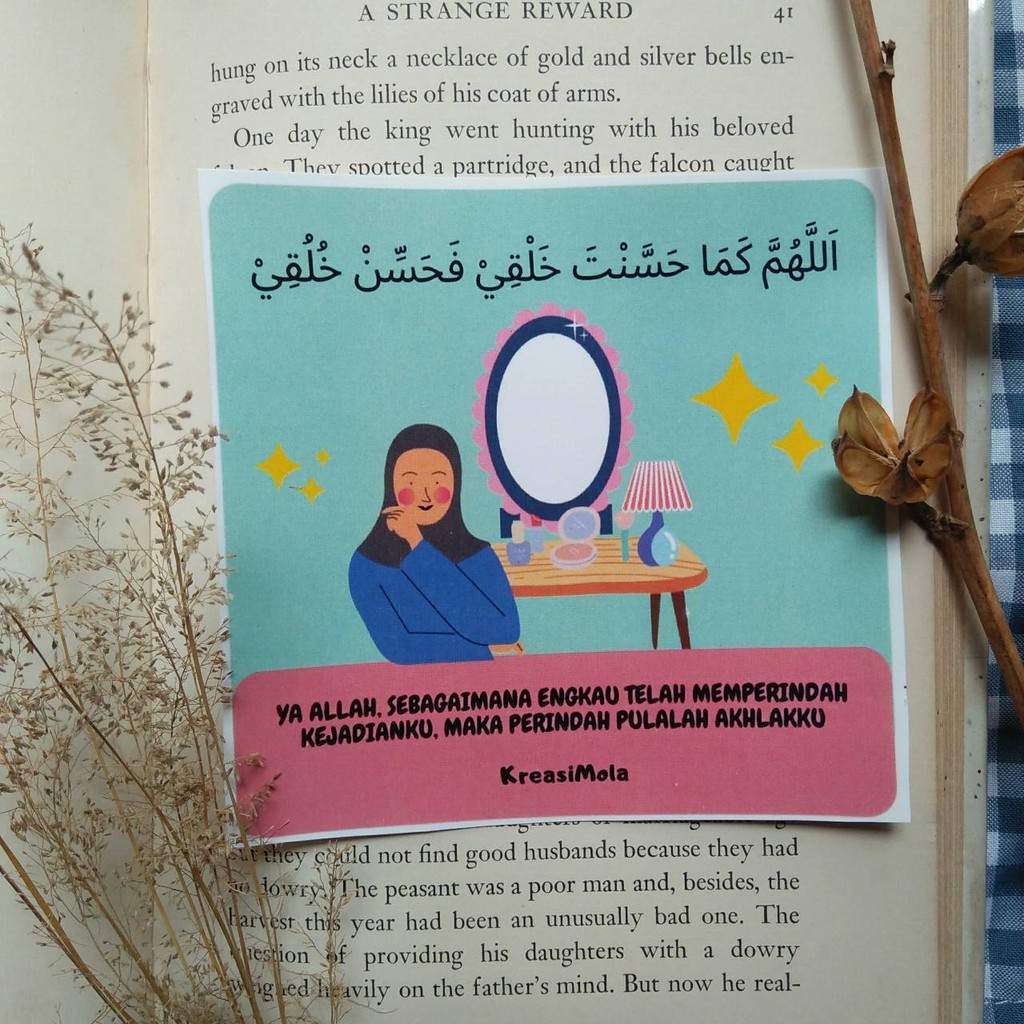 A STRANGE REWARD 41
hung on its neck a necklace of gold and silver bells en-
graved with the lilies of his coat of arms.
One day the king went hunting with his beloved
They spotted a partridge, and the falcon caught
اَللَّهُمَّ كَمَا حَسَّنْتَ خَلْقِيْ فَحَسِّنْ خُلُقِيْ
YA ALLAH, SEBAGAIMANA ENGKAU TELAH MEMPERINDAH
KEJADIANKU, MAKA PERINDAH PULALAH AKHLAKKU
KreasiMola
but they could not find good husbands because they had
no dowry. The peasant was a poor man and, besides, the
harvest this year had been an unusually bad one. The
question of providing his daughters with a dowry
weighed heavily on the father's mind. But now he real-